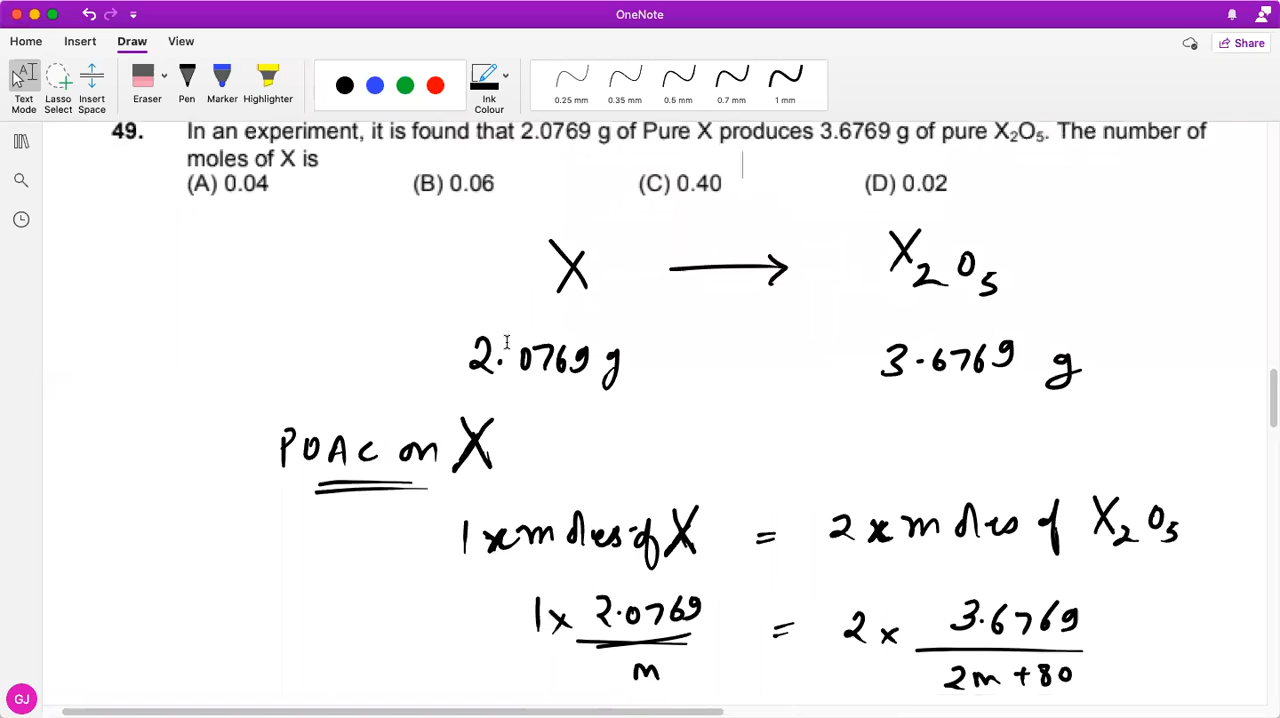 OneNote
Home Insert Draw View
Share
Text Mode Lasso Select Insert Space Eraser Pen Marker Highlighter Ink Colour 0.25 mm 0.35 mm 0.5 mm 0.7 mm 1 mm
49. In an experiment, it is found that 2.0769 g of Pure X produces 3.6769 g of pure X₂O₅. The number of
moles of X is
(A) 0.04 (B) 0.06 (C) 0.40 (D) 0.02
X → X₂O₅
2.0769 g 3.6769 g
POAC on X
1 x moles of X = 2 x moles of X₂O₅
1 x 2.0769 / m = 2 x 3.6769 / 2m + 80
GJ